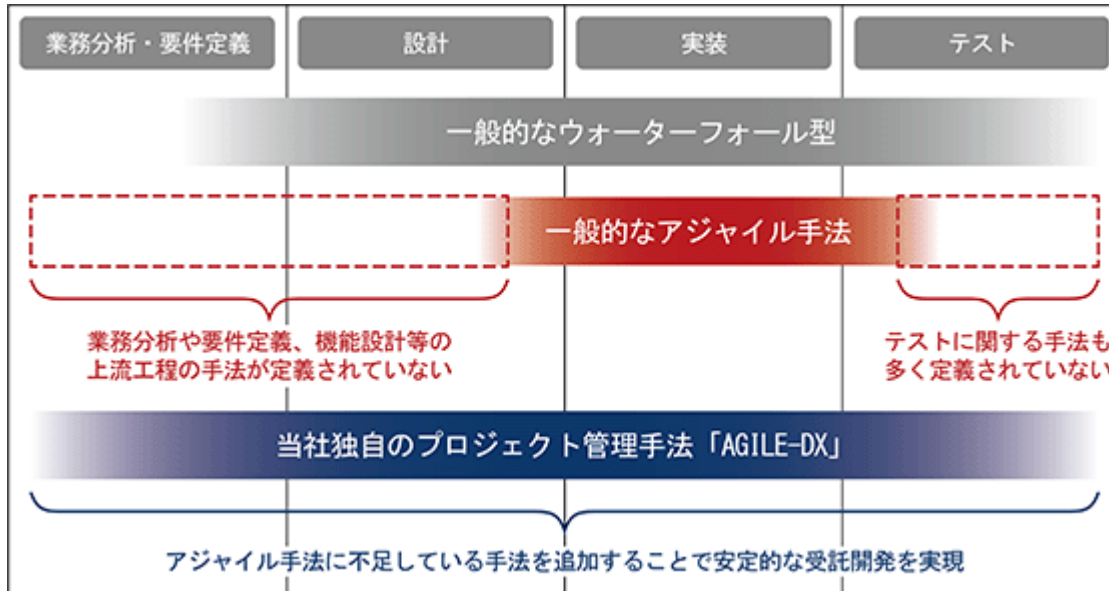 業務分析・要件定義
設計
実装
テスト
一般的なウォーターフォール型
一般的なアジャイル手法
業務分析や要件定義、機能設計等の
上流工程の手法が定義されていない
テストに関する手法も
多く定義されていない
当社独自のプロジェクト管理手法「AGILE-DX」
アジャイル手法に不足している手法を追加することで安定的な受託開発を実現